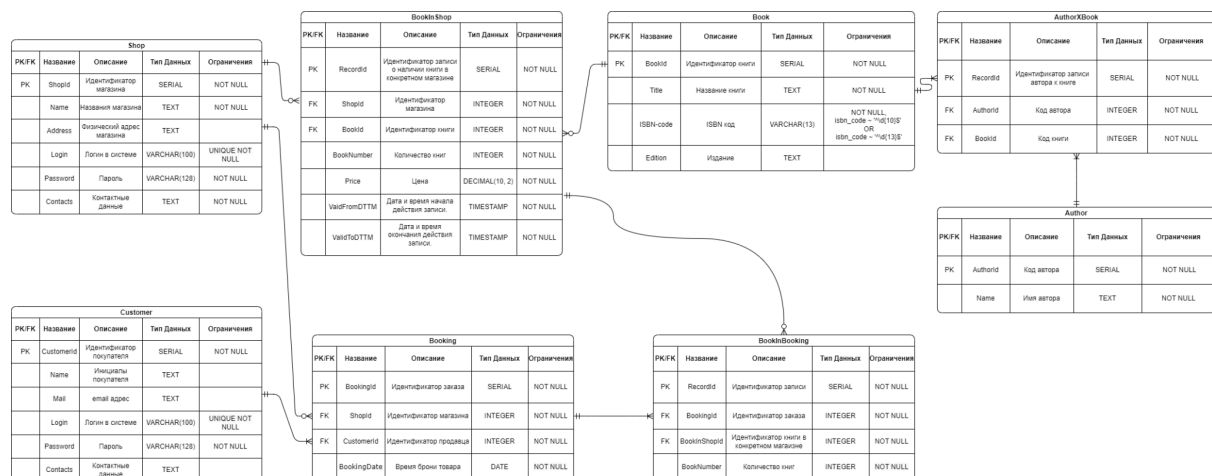 Shop
PK/FK Название Описание Тип Данных Ограничения
PK ShopId Идентификатор магазина SERIAL NOT NULL
Name Названия магазина TEXT NOT NULL
Address Физический адрес магазина TEXT
Login Логин в системе VARCHAR(100) UNIQUE NOT NULL
Password Пароль VARCHAR(128) NOT NULL
Contacts Контактные данные TEXT NOT NULL
BookInShop
PK/FK Название Описание Тип Данных Ограничения
PK RecordId Идентификатор записи о наличии книги в конкретном магазине SERIAL NOT NULL
FK ShopId Идентификатор магазина INTEGER NOT NULL
FK BookId Идентификатор книги INTEGER NOT NULL
BookNumber Количество книг INTEGER NOT NULL
Price Цена DECIMAL(10, 2) NOT NULL
VaidFromDTTM Дата и время начала действия записи. TIMESTAMP NOT NULL
ValidToDTTM Дата и время окончания действия записи. TIMESTAMP NOT NULL
Book
PK/FK Название Описание Тип Данных Ограничения
PK BookId Идентификатор книги SERIAL NOT NULL
Title Название книги TEXT NOT NULL
ISBN-code ISBN код VARCHAR(13) NOT NULL, isbn_code ~ '^\d{10}$' OR isbn_code ~ '^\d{13}$'
Edition Издание TEXT
AuthorXBook
PK/FK Название Описание Тип Данных Ограничения
PK RecordId Идентификатор записи автора к книге SERIAL NOT NULL
FK AuthorId Код автора INTEGER NOT NULL
FK BookId Код книги INTEGER NOT NULL
Author
PK/FK Название Описание Тип Данных Ограничения
PK AuthorId Код автора SERIAL NOT NULL
Name Имя автора TEXT NOT NULL
Customer
PK/FK Название Описание Тип Данных Ограничения
PK CustomerId Идентификатор покупателя SERIAL NOT NULL
Name Инициалы покупателя TEXT
Mail email адрес TEXT
Login Логин в системе VARCHAR(100) UNIQUE NOT NULL
Password Пароль VARCHAR(128) NOT NULL
Contacts Контактные данные TEXT
Booking
PK/FK Название Описание Тип Данных Ограничения
PK BookingId Идентификатор заказа SERIAL NOT NULL
FK ShopId Идентификатор магазина INTEGER NOT NULL
FK CustomerId Идентификатор продавца INTEGER NOT NULL
BookingDate Время брони товара DATE NOT NULL
BookInBooking
PK/FK Название Описание Тип Данных Ограничения
PK RecordId Идентификатор записи SERIAL NOT NULL
FK BookingId Идентификатор заказа INTEGER NOT NULL
FK BookInShopId Идентификатор книги в конкретном магаизне INTEGER NOT NULL
BookNumber Количество книг INTEGER NOT NULL